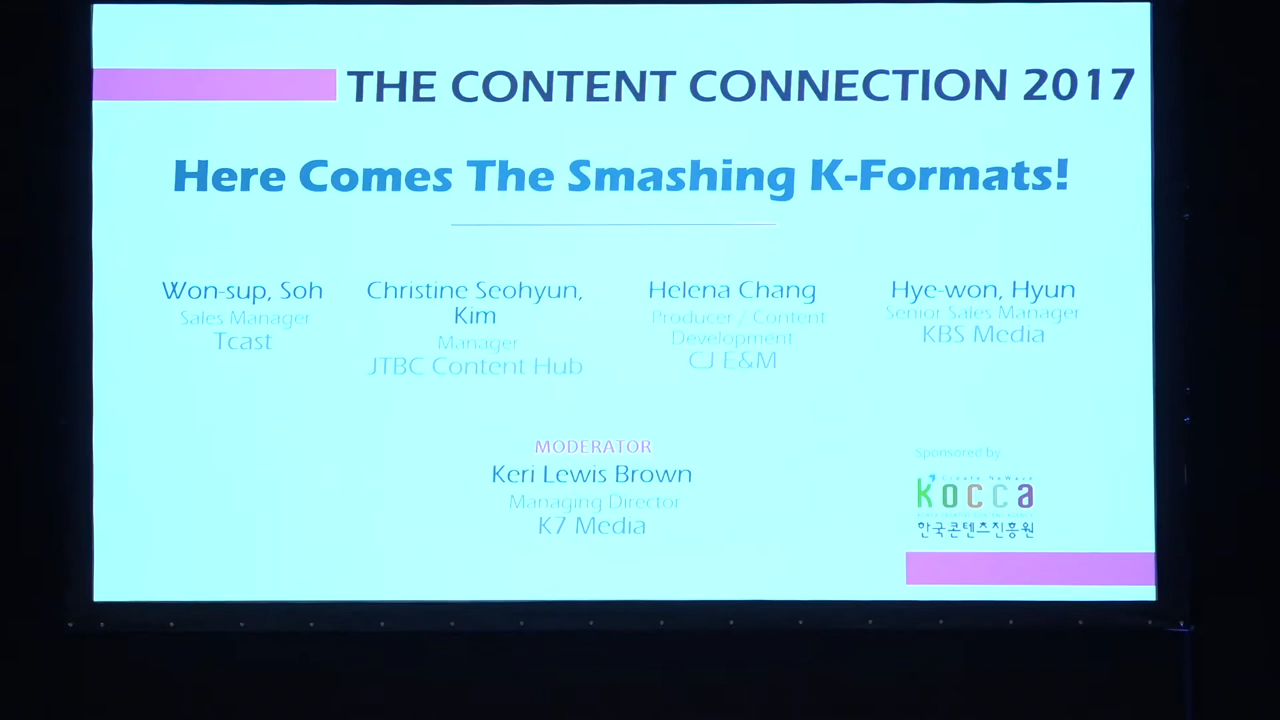 THE CONTENT CONNECTION 2017
Here Comes The Smashing K-Formats!
Won-sup, Soh
Sales Manager
Tcast
Christine Seohyun,
Kim
Manager
JTBC Content Hub
Helena Chang
Producer / Content
Development
CJ E&M
Hye-won, Hyun
Senior Sales Manager
KBS Media
MODERATOR
Keri Lewis Brown
Managing Director
K7 Media
Sponsored by
kocca
한국콘텐츠진흥원